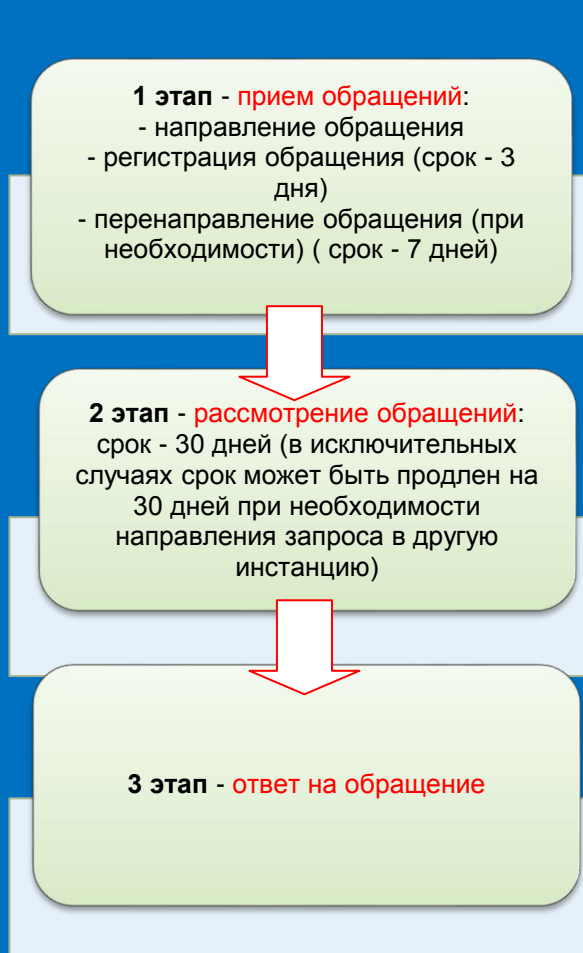 1 этап - прием обращений:
- направление обращения
- регистрация обращения (срок - 3
дня)
- перенаправление обращения (при
необходимости) ( срок - 7 дней)
2 этап - рассмотрение обращений:
срок - 30 дней (в исключительных
случаях срок может быть продлен на
30 дней при необходимости
направления запроса в другую
инстанцию)
3 этап - ответ на обращение